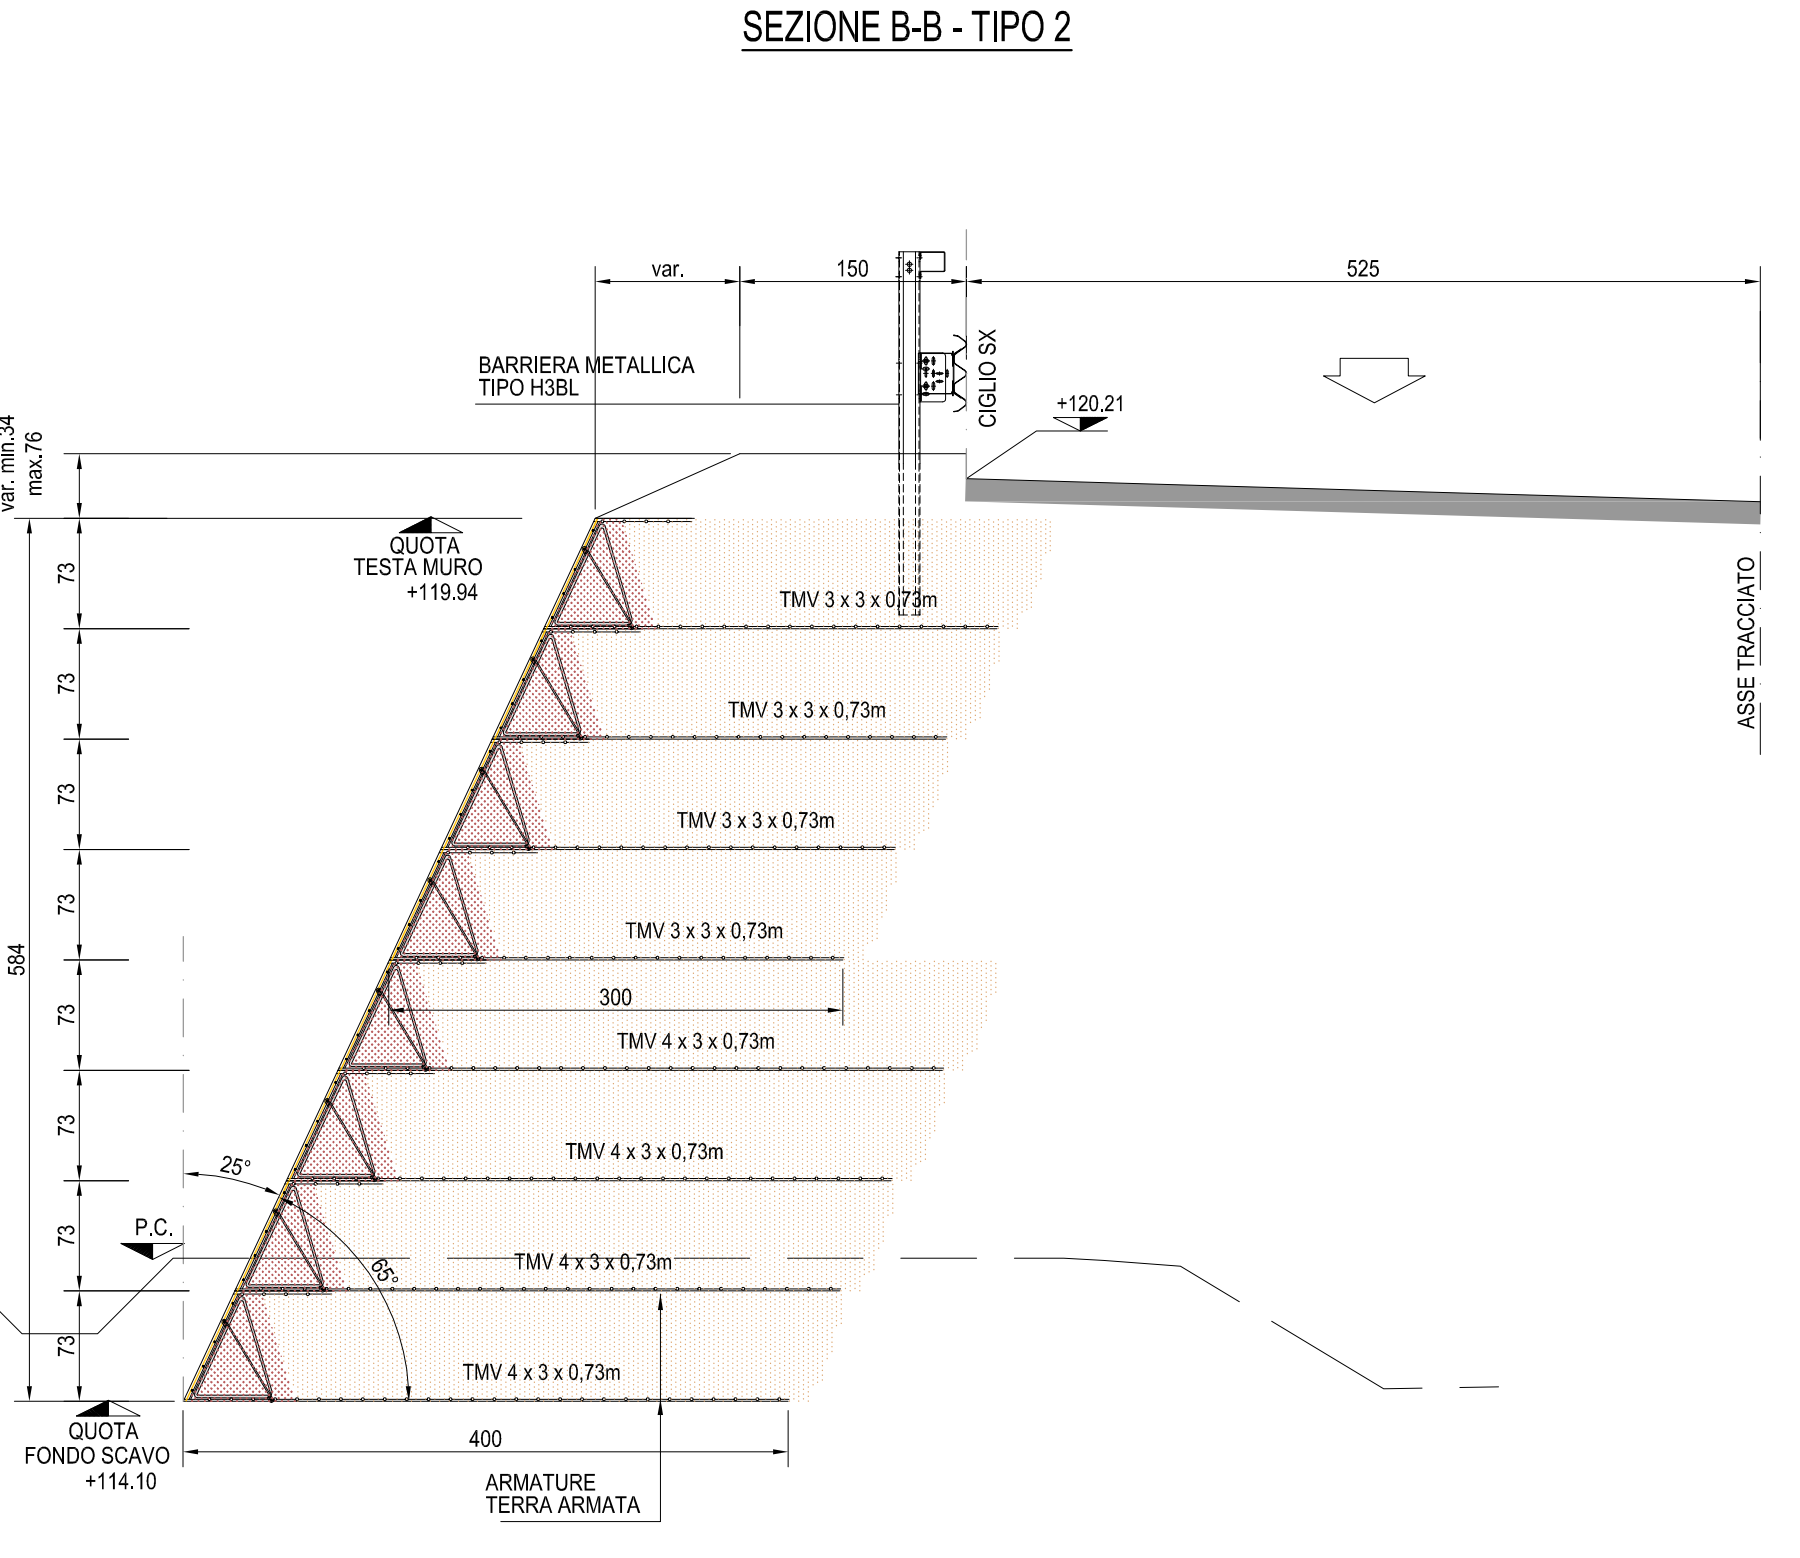 SEZIONE B-B - TIPO 2
var.
150
525
BARRIERA METALLICA
TIPO H3BL
CIGLIO SX
+120.21
var. min.34
max.76
QUOTA
TESTA MURO
+119.94
ASSE TRACCIATO
73
TMV 3 x 3 x 0,73m
73
TMV 3 x 3 x 0,73m
73
TMV 3 x 3 x 0,73m
73
TMV 3 x 3 x 0,73m
584
300
73
TMV 4 x 3 x 0,73m
73
TMV 4 x 3 x 0,73m
25°
P.C.
73
65°
TMV 4 x 3 x 0,73m
73
TMV 4 x 3 x 0,73m
QUOTA
FONDO SCAVO
+114.10
400
ARMATURE
TERRA ARMATA